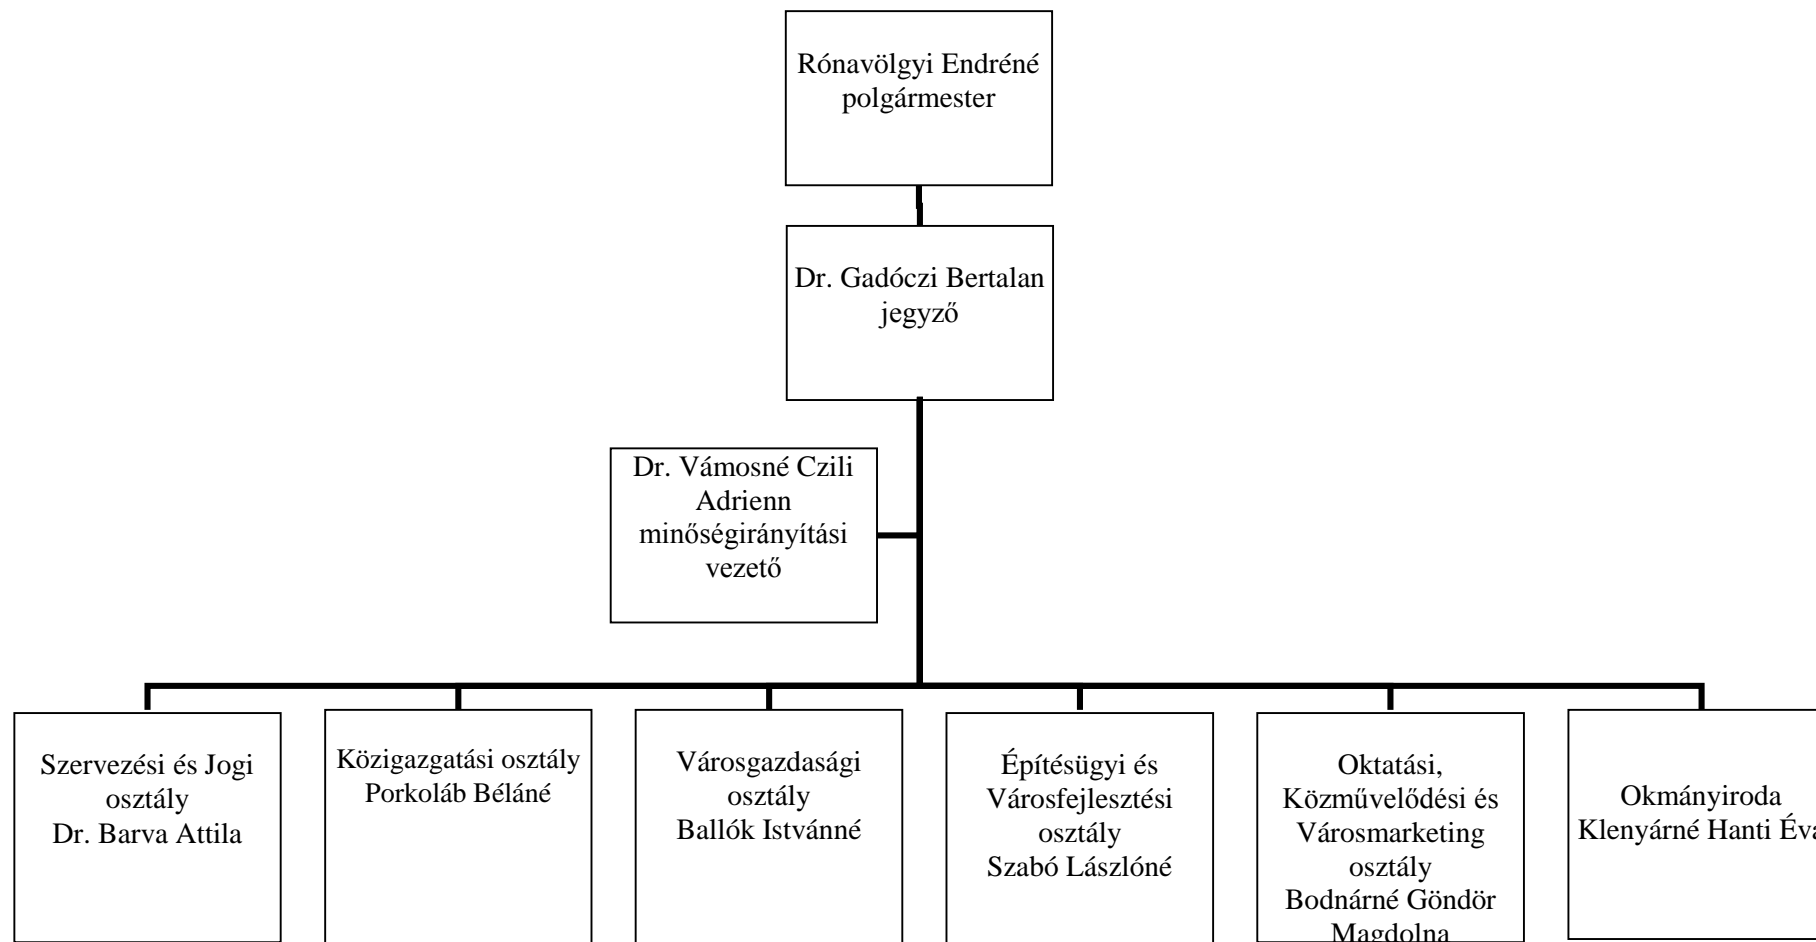 Rónavölgyi Endréné
polgármester
Dr. Gadóczi Bertalan
jegyző
Dr. Vámosné Czili
Adrienn
minőségirányítási
vezető
Szervezési és Jogi
osztály
Dr. Barva Attila
Közigazgatási osztály
Porkoláb Béláné
Városgazdasági
osztály
Ballók Istvánné
Építésügyi és
Városfejlesztési
osztály
Szabó Lászlóné
Oktatási,
Közművelődési és
Városmarketing
osztály
Bodnárné Göndör
Magdolna
Okmányiroda
Klenyárné Hanti Éva